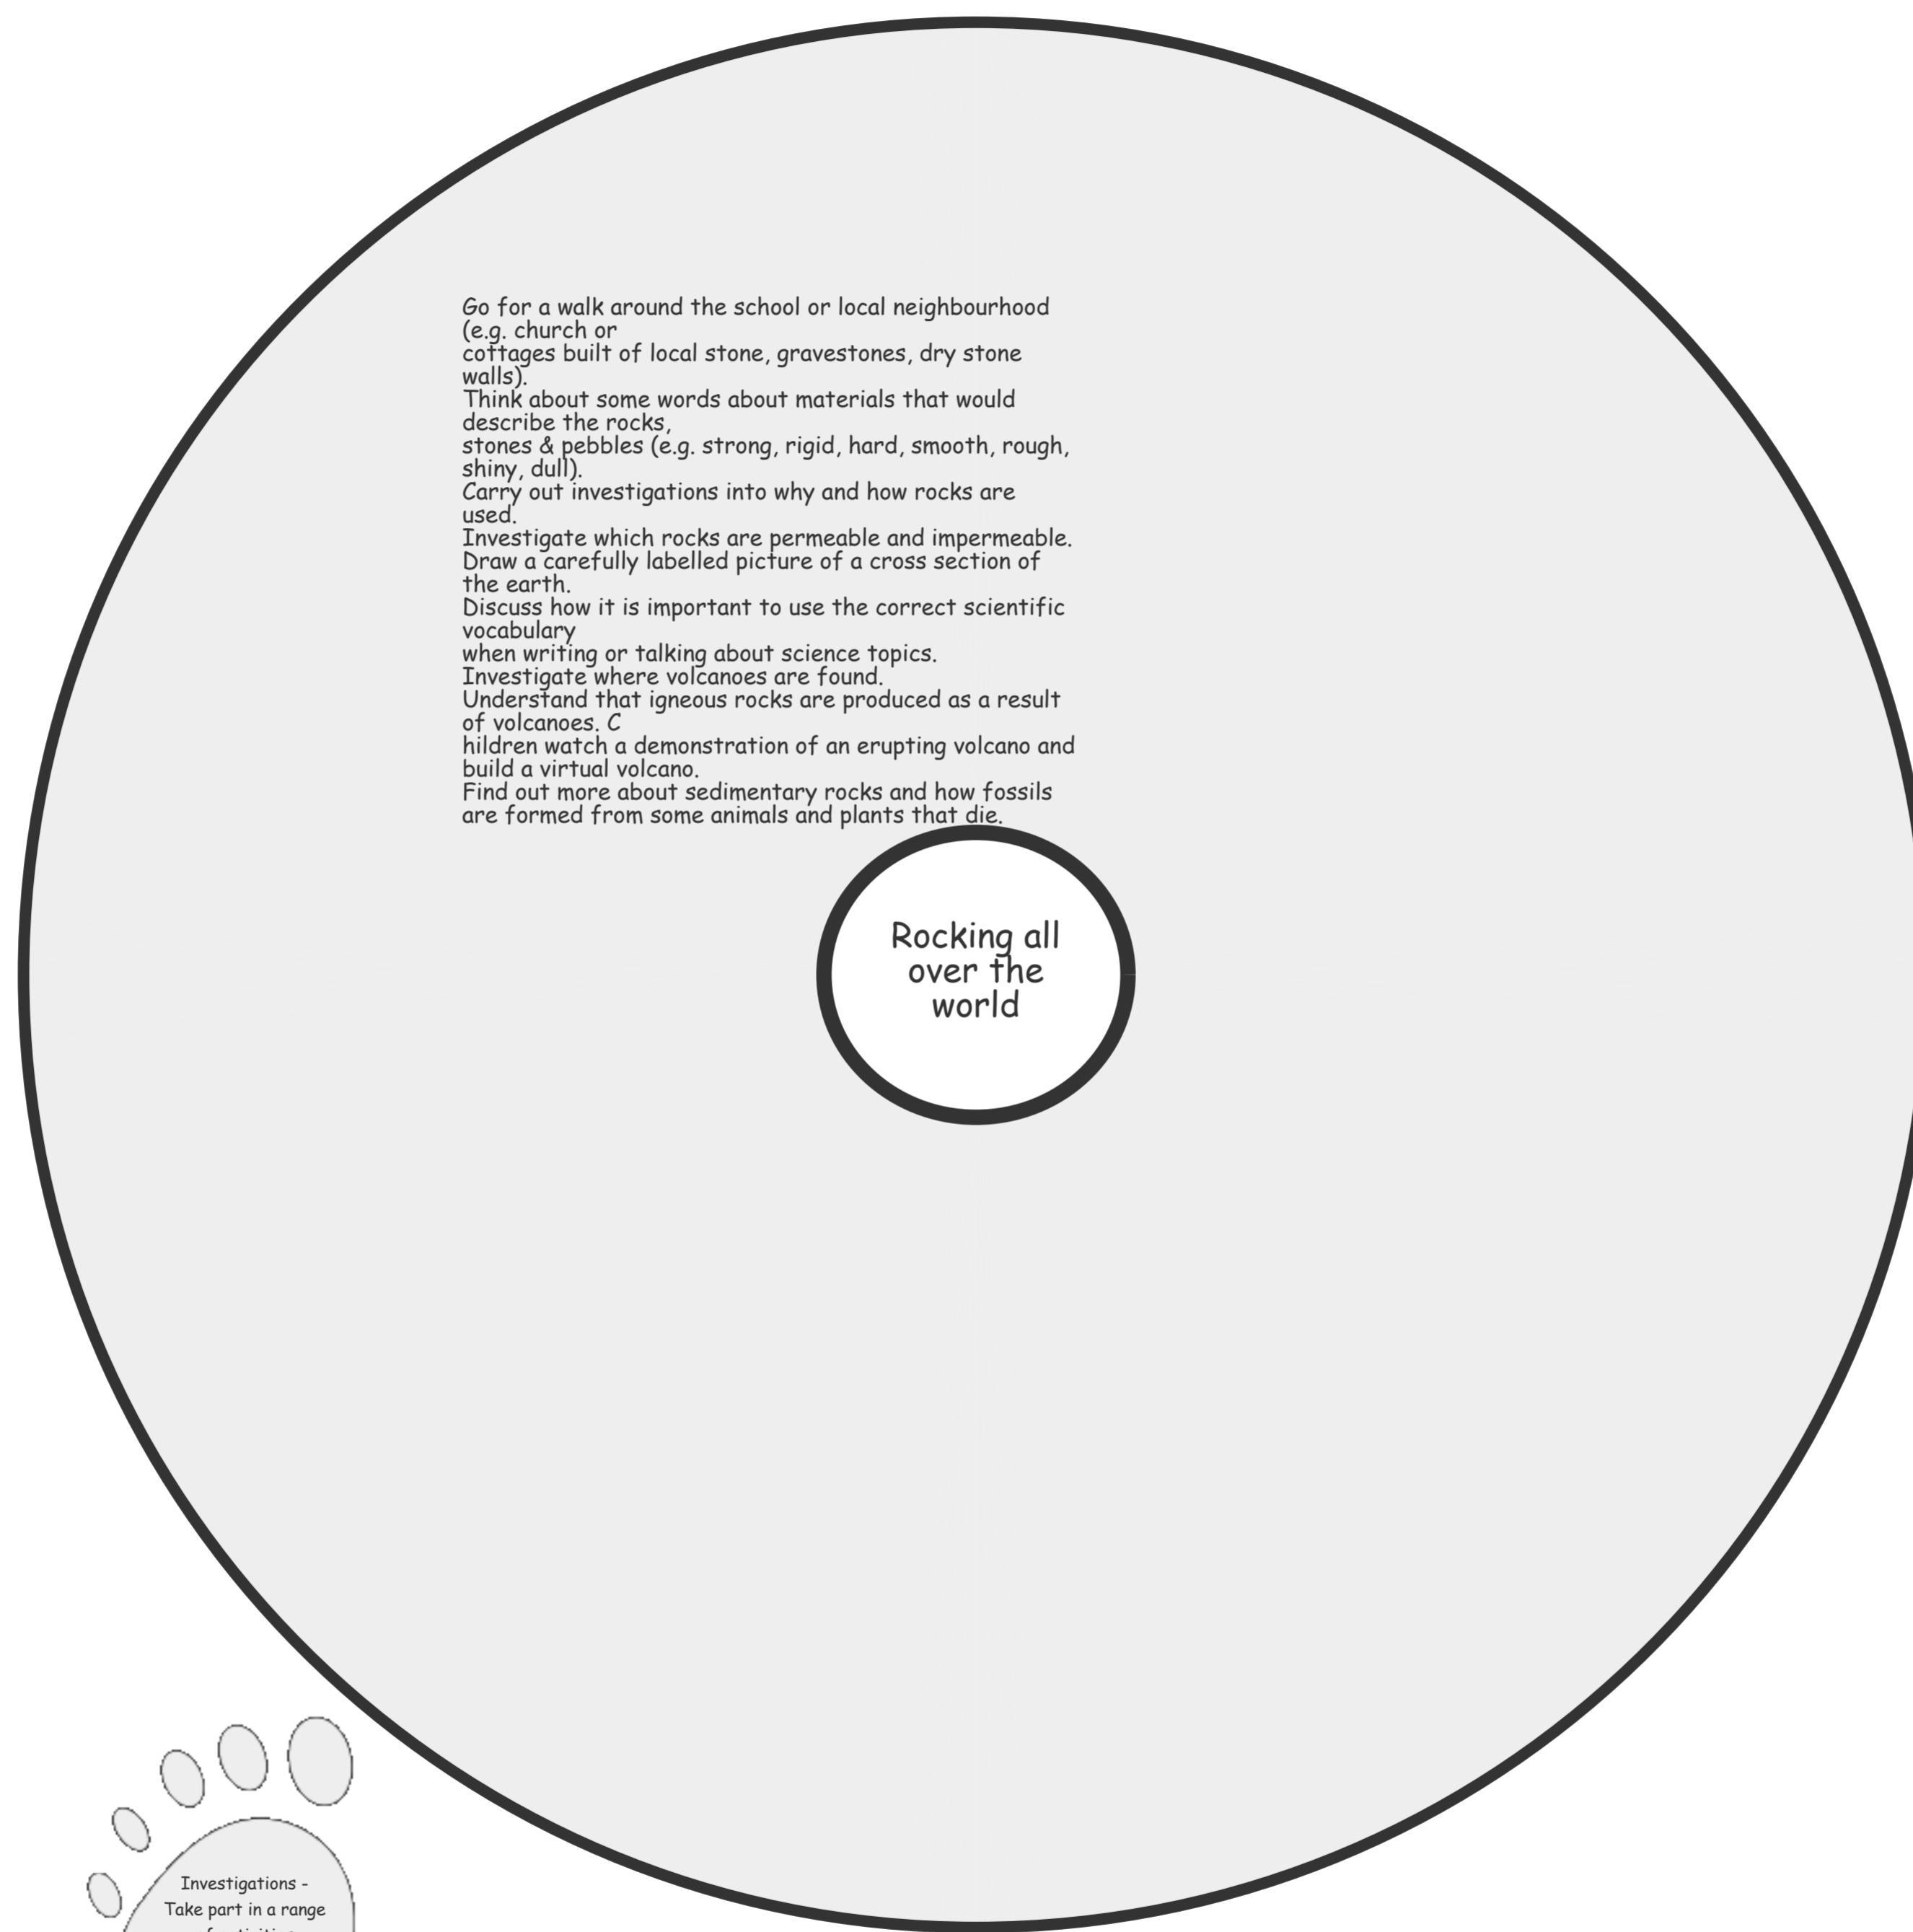 Go for a walk around the school or local neighbourhood
(e.g. church or
cottages built of local stone, gravestones, dry stone
walls).
Think about some words about materials that would
describe the rocks,
stones & pebbles (e.g. strong, rigid, hard, smooth, rough,
shiny, dull).
Carry out investigations into why and how rocks are
used.
Investigate which rocks are permeable and impermeable.
Draw a carefully labelled picture of a cross section of
the earth.
Discuss how it is important to use the correct scientific
vocabulary
when writing or talking about science topics.
Investigate where volcanoes are found.
Understand that igneous rocks are produced as a result
of volcanoes. C
hildren watch a demonstration of an erupting volcano and
build a virtual volcano.
Find out more about sedimentary rocks and how fossils
are formed from some animals and plants that die.
Rocking all
over the
world
Investigations -
Take part in a range